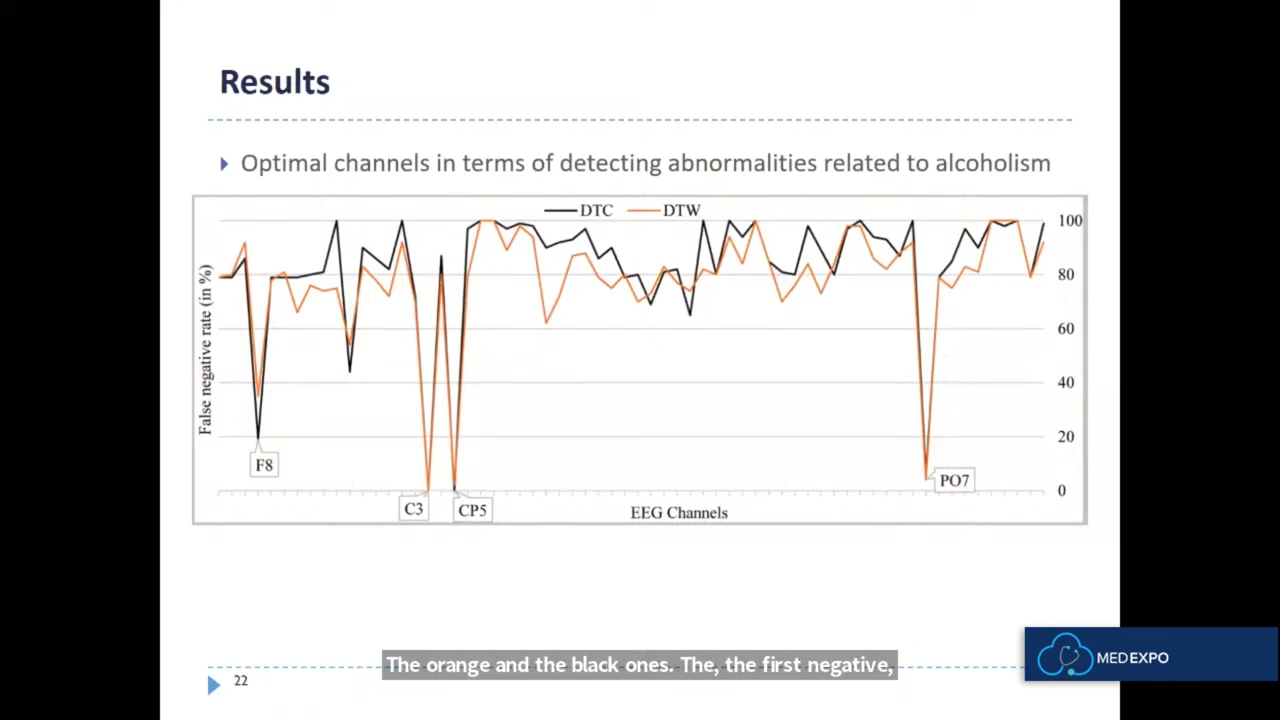 Results
Optimal channels in terms of detecting abnormalities related to alcoholism
DTC DTW
100
80
60
40
20
0
False negative rate (in %)
F8
C3
CP5
PO7
EEG Channels
The orange and the black ones. The, the first negative,
22
MEDEXPO